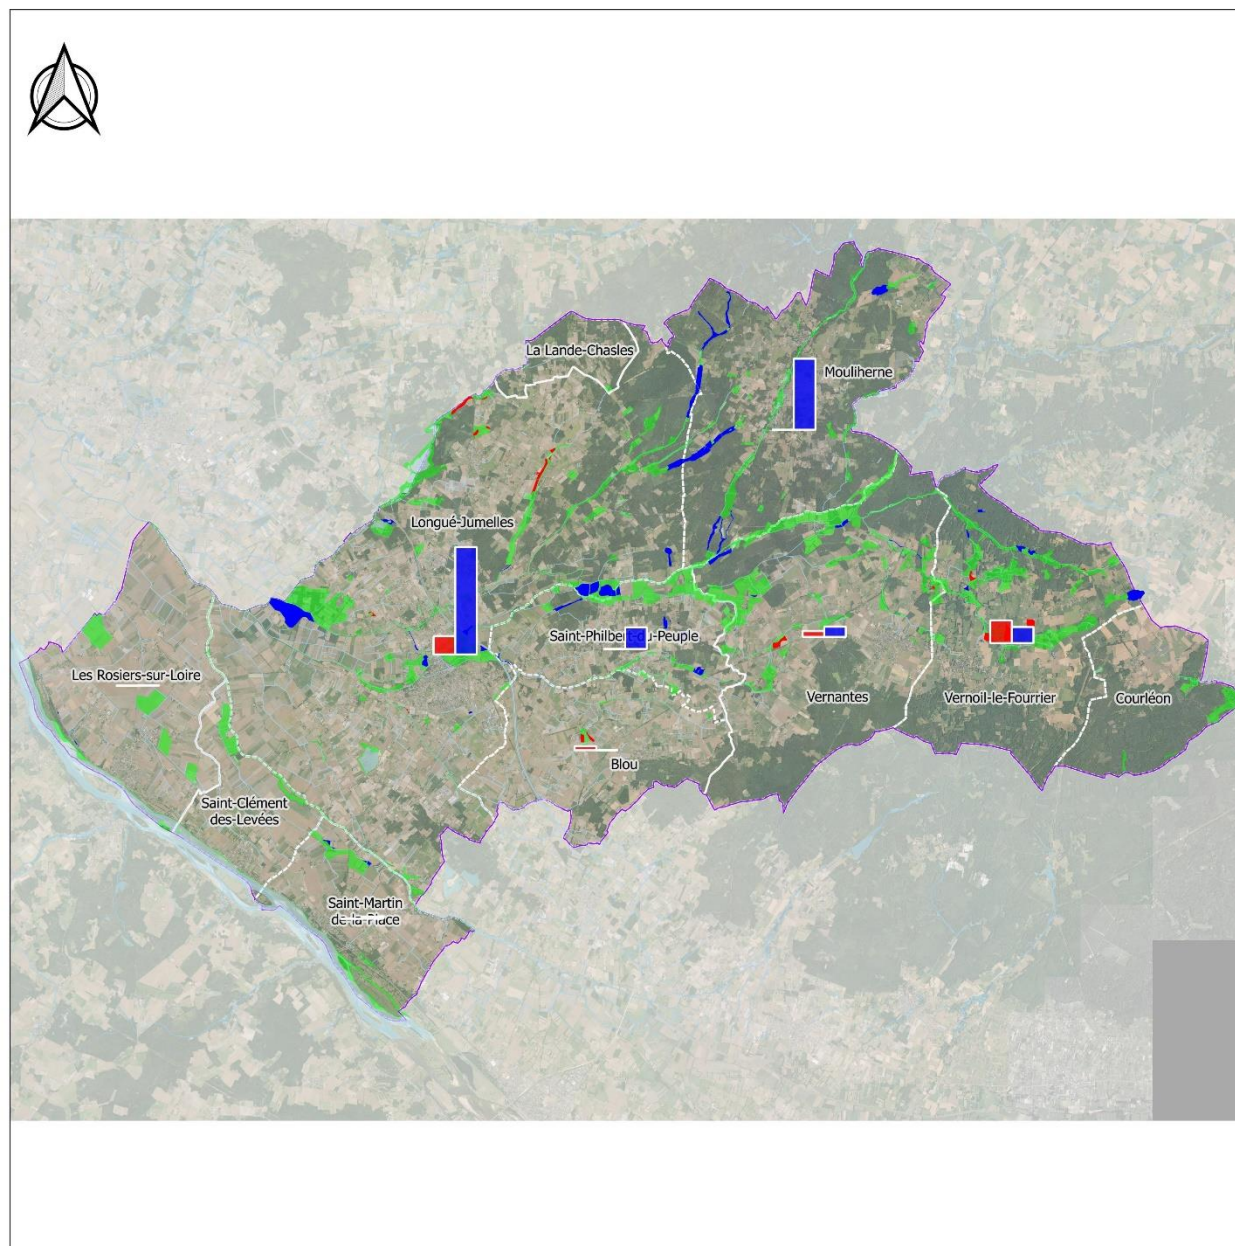 La Lande-Chasles
Mouliherne
Longué-Jumelles
Saint-Philbert-du-Peuple
Les Rosiers-sur-Loire
Vernantes
Vernoil-le-Fourrier
Courléon
Blou
Saint-Clément
des-Levées
Saint-Martin
de-la-Place